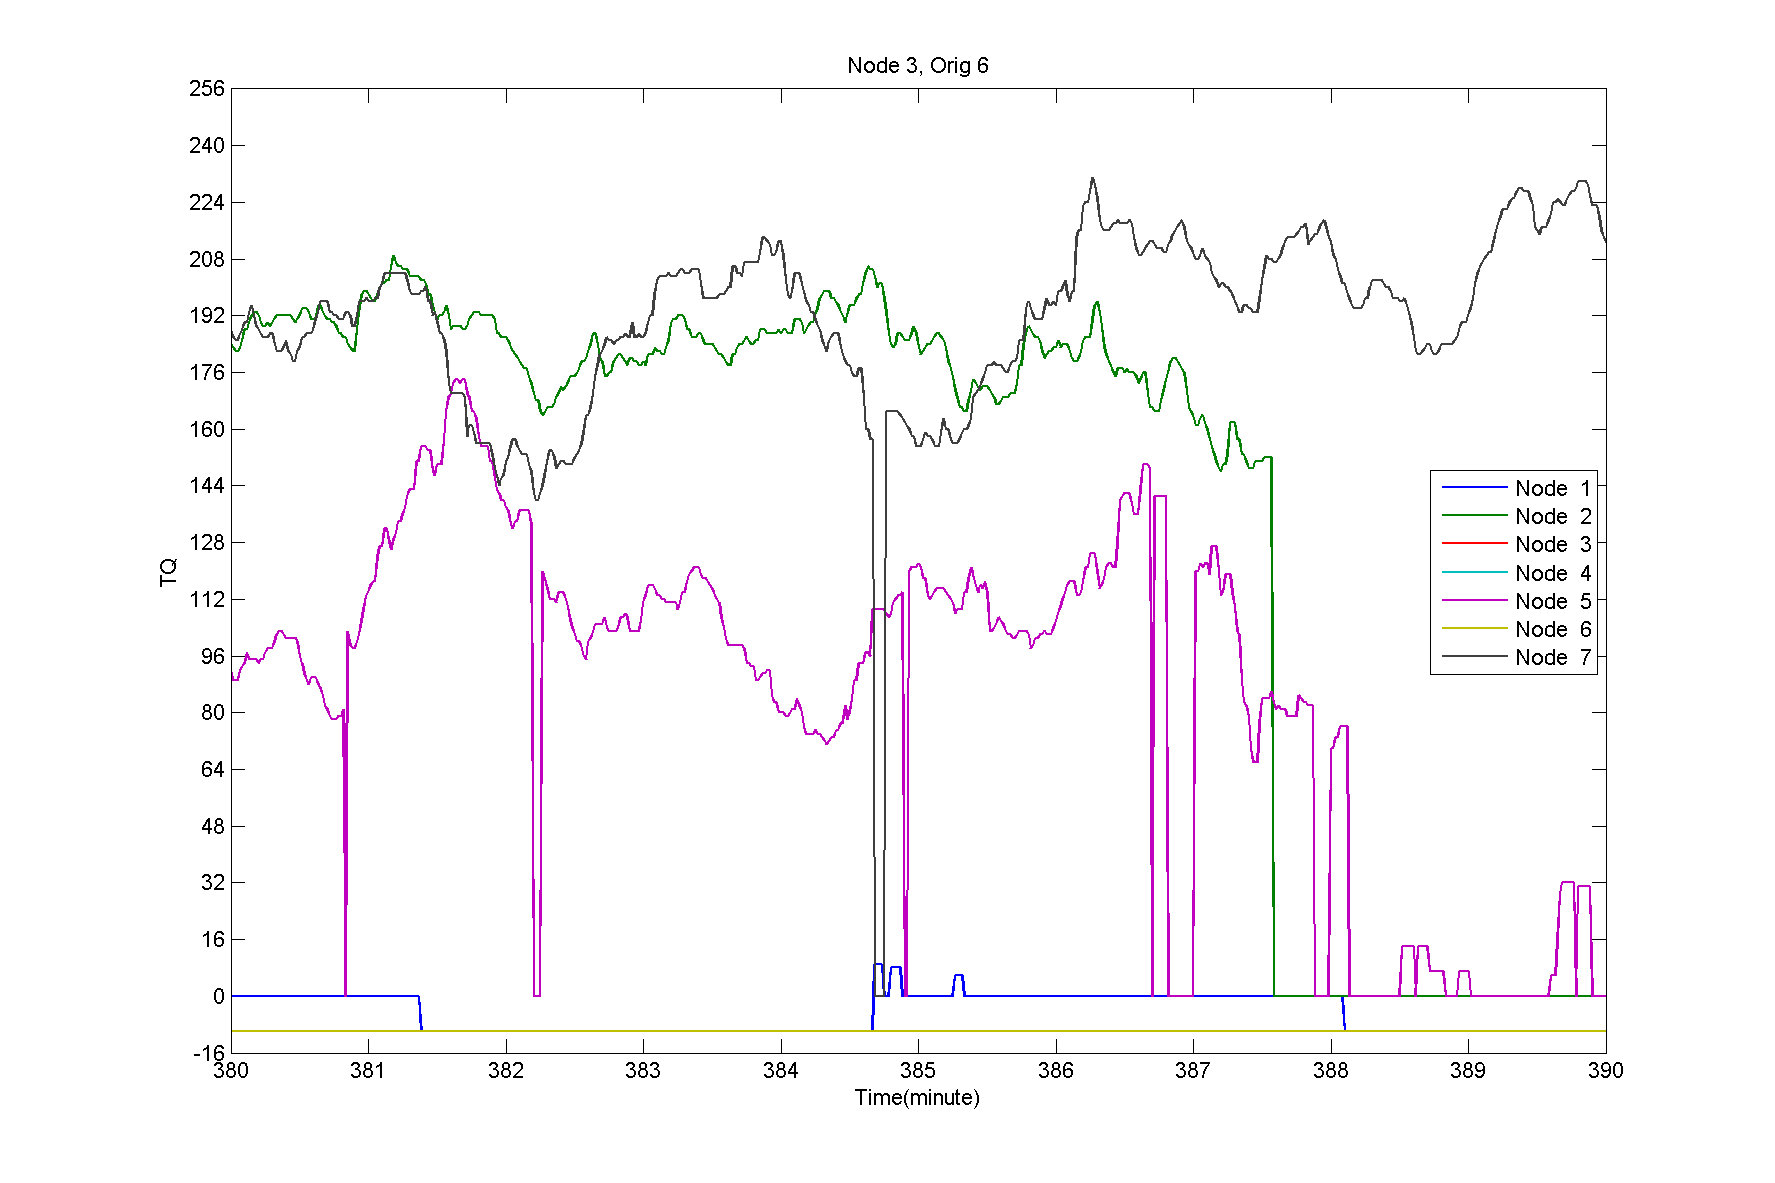 Node 3, Orig 6
256
240
224
208
192
176
160
144
128
112
96
80
64
48
32
16
0
-16
TQ
Node 1
Node 2
Node 3
Node 4
Node 5
Node 6
Node 7
380 381 382 383 384 385 386 387 388 389 390
Time(minute)